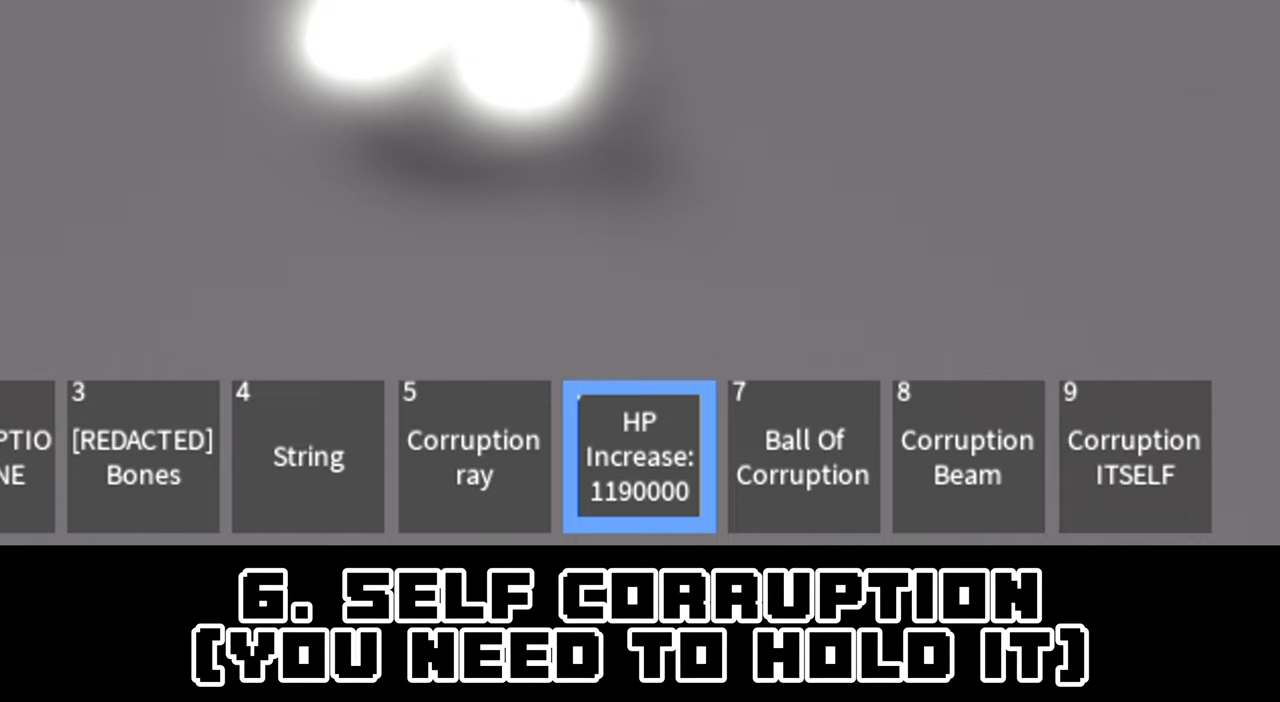 3
4
5
7
8
9
PTIO
NE
[REDACTED]
Bones
String
Corruption
ray
HP
Increase:
1190000
Ball Of
Corruption
Corruption
Beam
Corruption
ITSELF
6. SELF CORRUPTION
(YOU NEED TO HOLD IT)